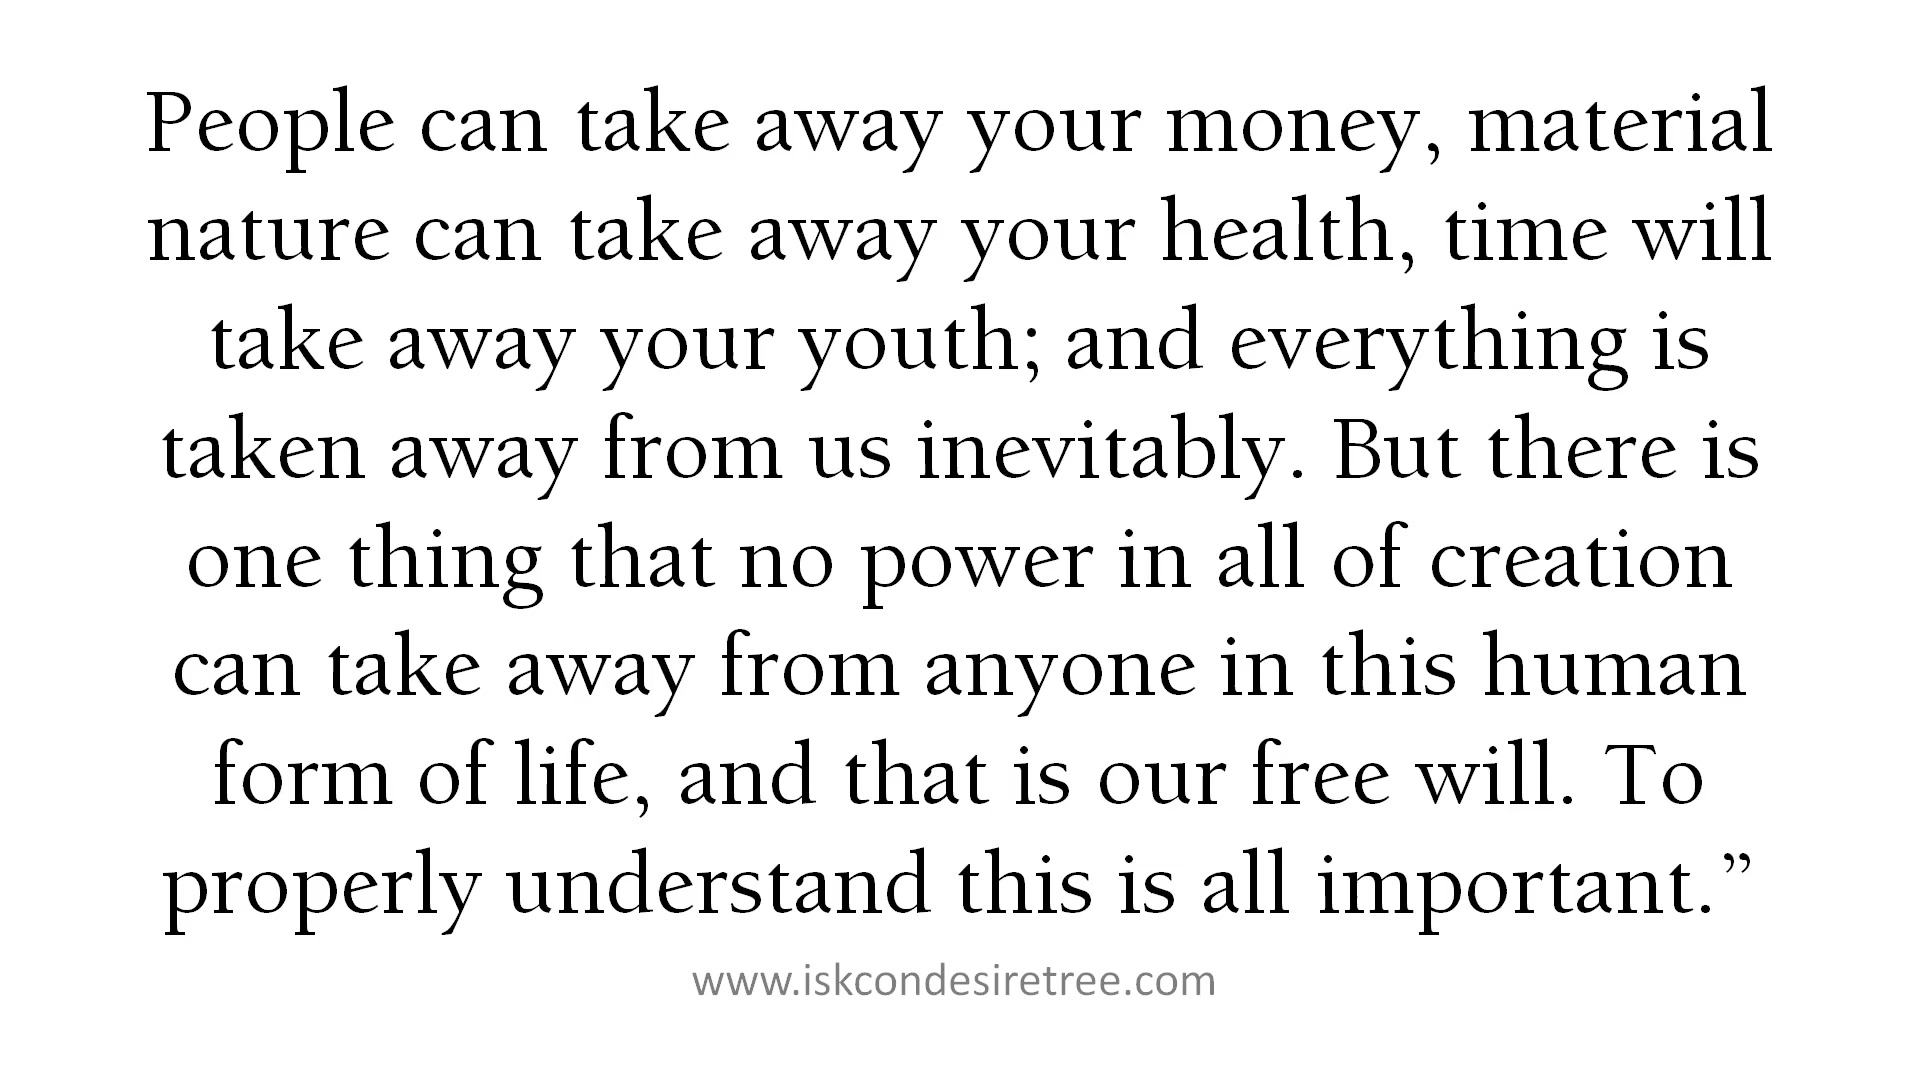 People can take away your money, material
nature can take away your health, time will
take away your youth; and everything is
taken away from us inevitably. But there is
one thing that no power in all of creation
can take away from anyone in this human
form of life, and that is our free will. To
properly understand this is all important.”
www.iskcondesiretree.com